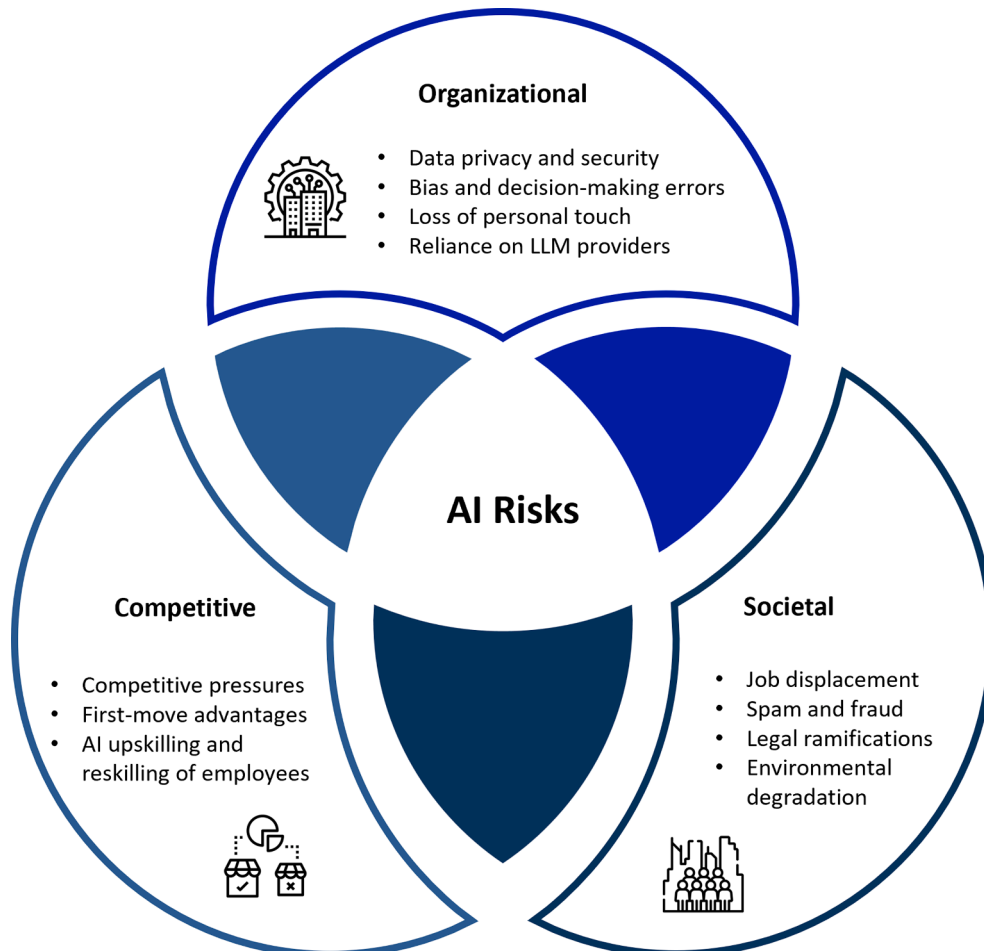 Organizational
• Data privacy and security
• Bias and decision-making errors
• Loss of personal touch
• Reliance on LLM providers
AI Risks
Competitive
• Competitive pressures
• First-move advantages
• AI upskilling and
reskilling of employees
Societal
• Job displacement
• Spam and fraud
• Legal ramifications
• Environmental
degradation